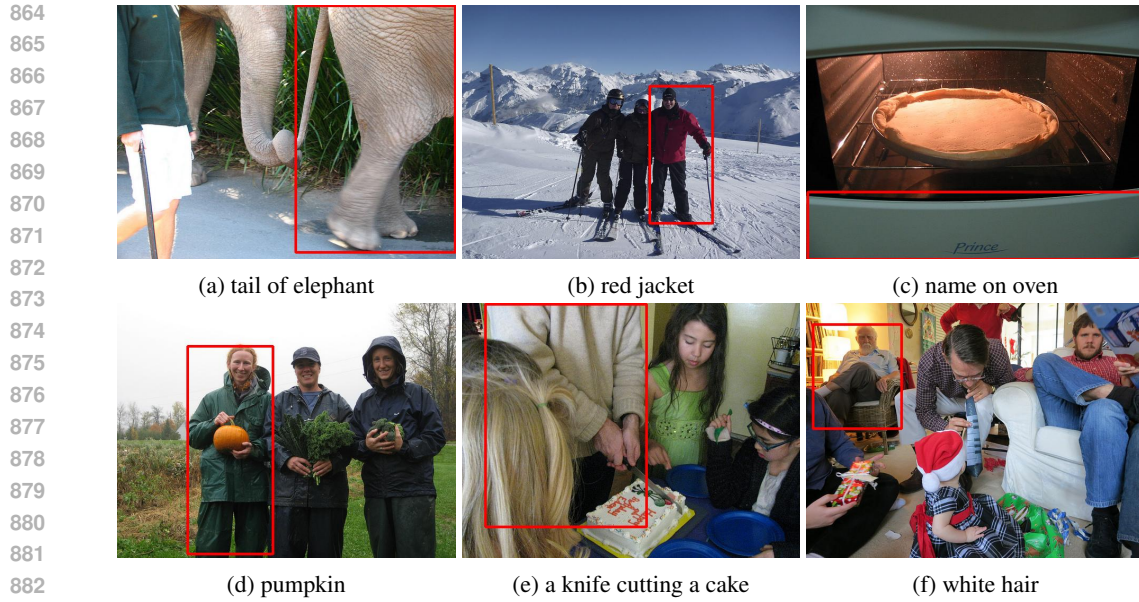 864
865
866
867
868
869
870
871
872
873
874
875
876
877
878
879
880
881
882
Prince
(a) tail of elephant
(b) red jacket
(c) name on oven
(d) pumpkin
(e) a knife cutting a cake
(f) white hair